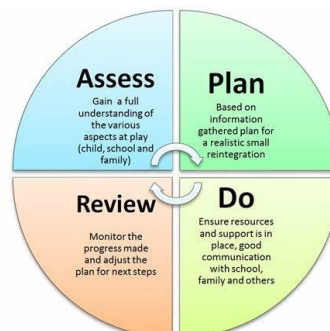 Assess
Gain a full
understanding of
the various
aspects at play
(child, school and
family)
Plan
Based on
information
gathered plan for
a realistic small
reintegration
Review
Monitor the
progress made
and adjust the
plan for next steps
Do
Ensure resources
and support is in
place, good
communication
with school,
family and others